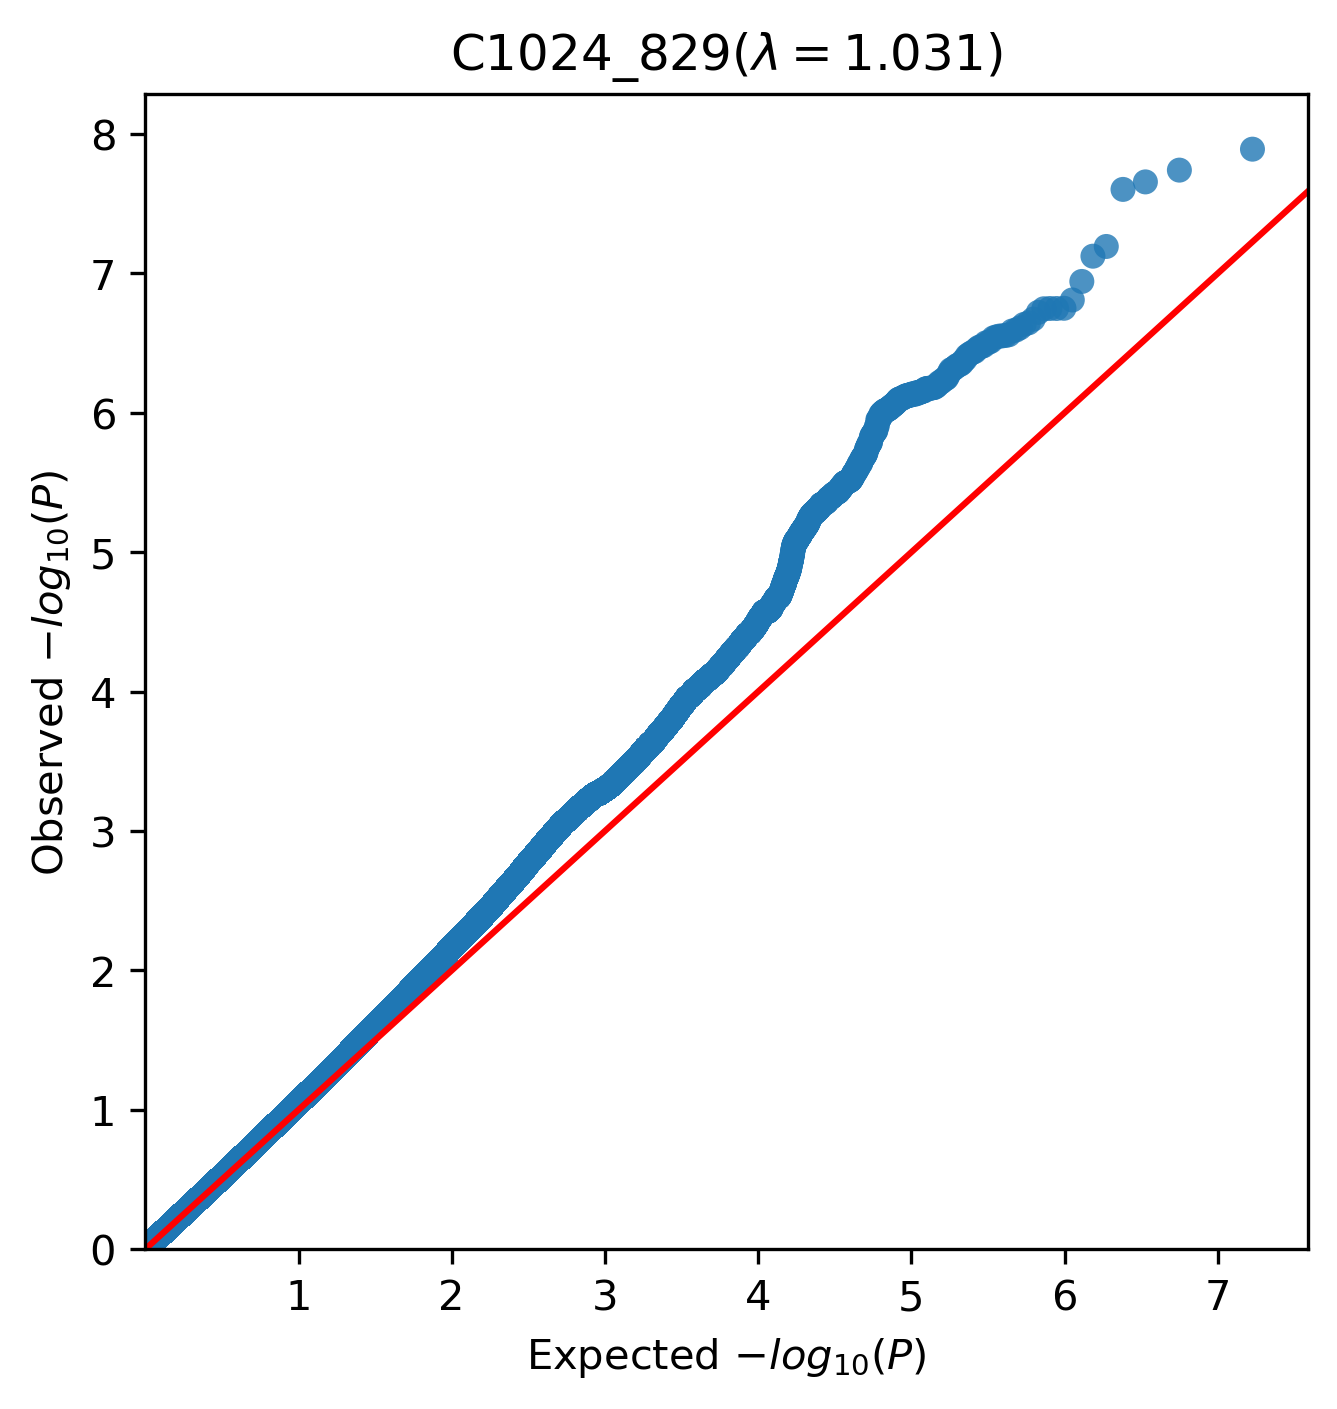 C1024_829(λ = 1.031)
8
7
6
5
4
3
2
1
0
Observed −log₁₀(P)
1 2 3 4 5 6 7
Expected −log₁₀(P)